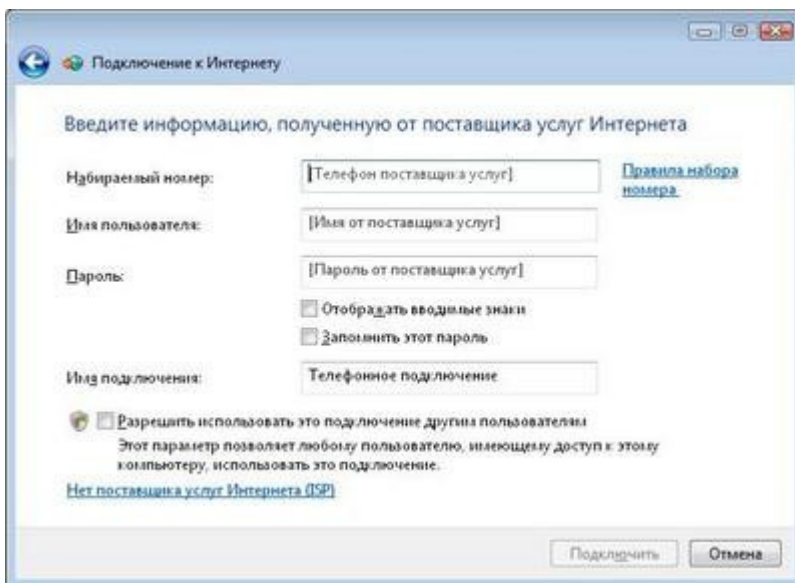 Подключение к Интернету
Введите информацию, полученную от поставщика услуг Интернета
Набираемый номер:
[Телефон поставщика услуг]
Правила набора
номера
Имя пользователя:
[Имя от поставщика услуг]
Пароль:
[Пароль от поставщика услуг]
Отображать вводимые знаки
Запомнить этот пароль
Имя подключения:
Телефонное подключение
Разрешить использовать это подключение другим пользователям
Этот параметр позволяет любому пользователю, имеющему доступ к этому
компьютеру, использовать это подключение.
Нет поставщика услуг Интернета (ISP)
Подключить
Отмена